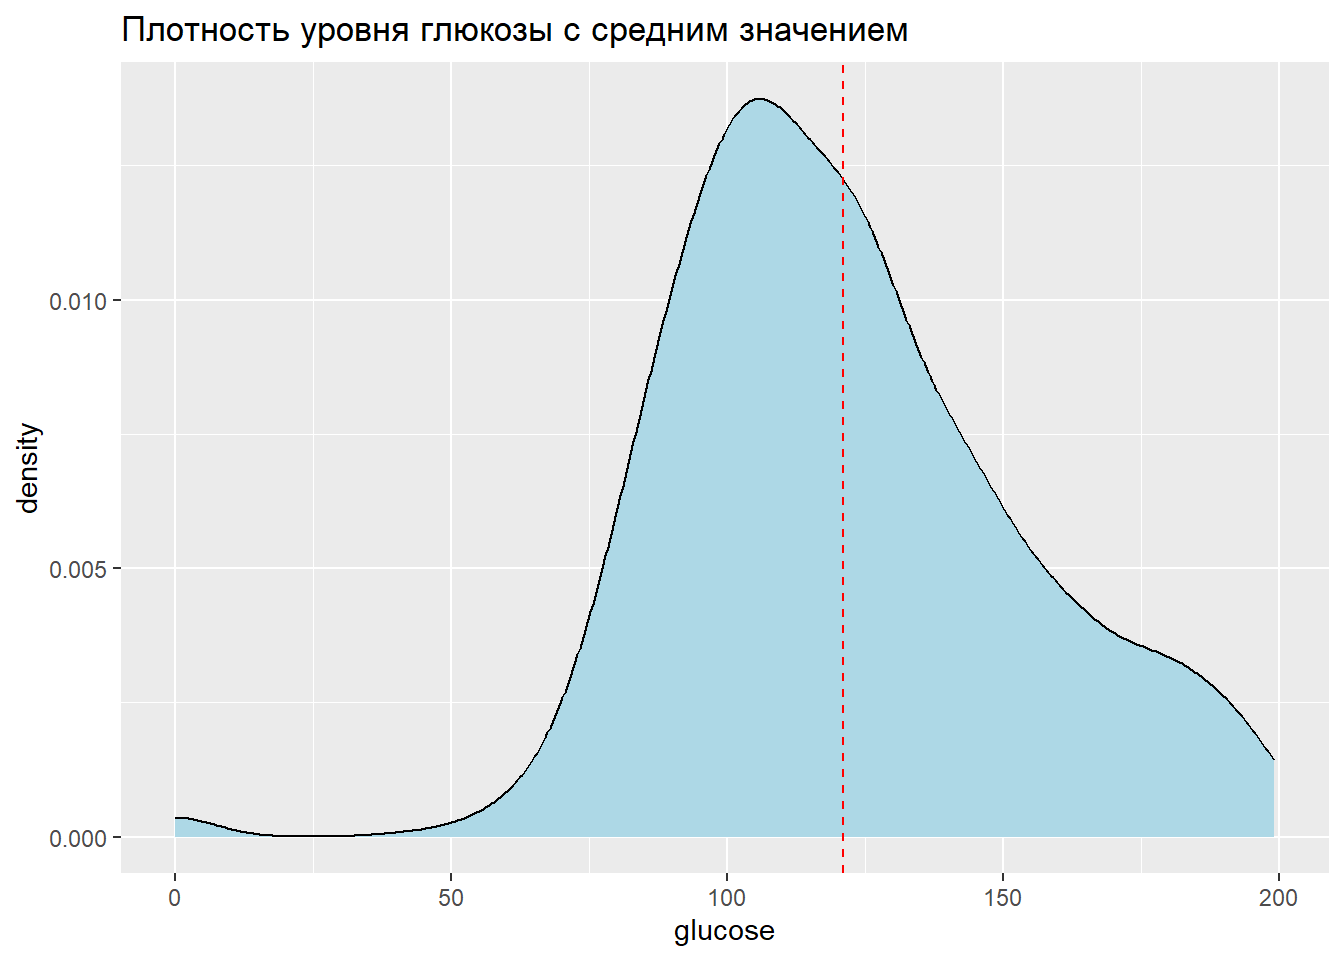 Плотность уровня глюкозы с средним значением
0.010
0.005
0.000
density
0 50 100 150 200
glucose